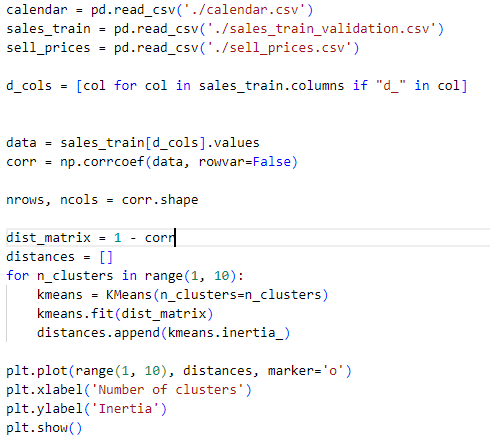 calendar = pd.read_csv('./calendar.csv')
sales_train = pd.read_csv('./sales_train_validation.csv')
sell_prices = pd.read_csv('./sell_prices.csv')
d_cols = [col for col in sales_train.columns if "d_" in col]
data = sales_train[d_cols].values
corr = np.corrcoef(data, rowvar=False)
nrows, ncols = corr.shape
dist_matrix = 1 - corr
distances = []
for n_clusters in range(1, 10):
    kmeans = KMeans(n_clusters=n_clusters)
    kmeans.fit(dist_matrix)
    distances.append(kmeans.inertia_)
plt.plot(range(1, 10), distances, marker='o')
plt.xlabel('Number of clusters')
plt.ylabel('Inertia')
plt.show()